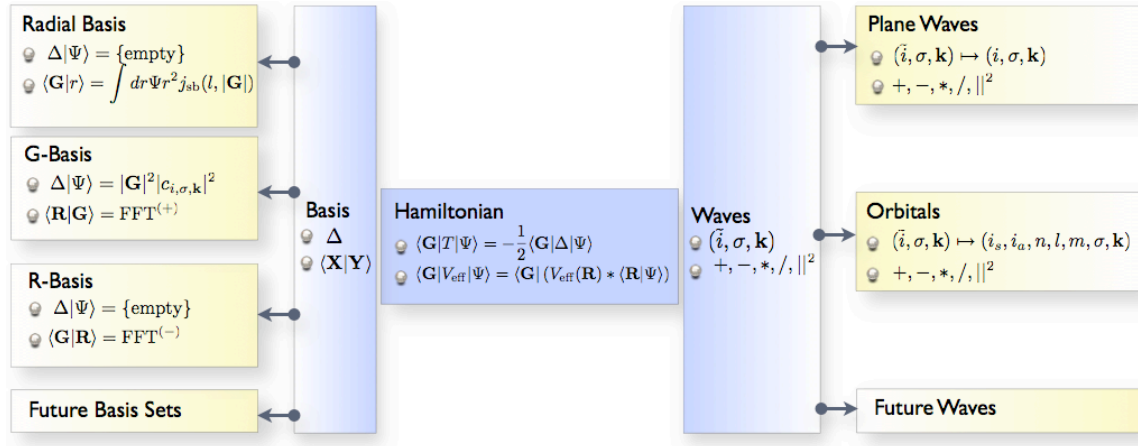 Radial Basis
Δ|Ψ⟩ = {empty}
⟨G|r⟩ = ∫ drΨr²j_sb(l, |G|)
G-Basis
Δ|Ψ⟩ = |G|²|c_{i,σ,k}|²
⟨R|G⟩ = FFT^(+)
R-Basis
Δ|Ψ⟩ = {empty}
⟨G|R⟩ = FFT^(−)
Future Basis Sets
Basis
Δ
⟨X|Y⟩
Hamiltonian
⟨G|T|Ψ⟩ = −1/2⟨G|Δ|Ψ⟩
⟨G|V_eff|Ψ⟩ = ⟨G| (V_eff(R) * ⟨R|Ψ⟩)
Waves
(ĩ, σ, k)
+, −, *, /, ||²
Plane Waves
(ĩ, σ, k) ↦ (i, σ, k)
+, −, *, /, ||²
Orbitals
(ĩ, σ, k) ↦ (i_s, i_a, n, l, m, σ, k)
+, −, *, /, ||²
Future Waves